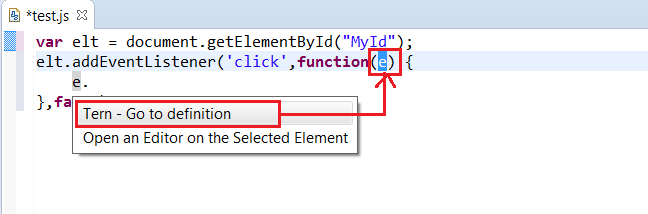 *test.js
var elt = document.getElementById("MyId");
elt.addEventListener('click',function(e) {
e.
},fa
Tern - Go to definition
Open an Editor on the Selected Element